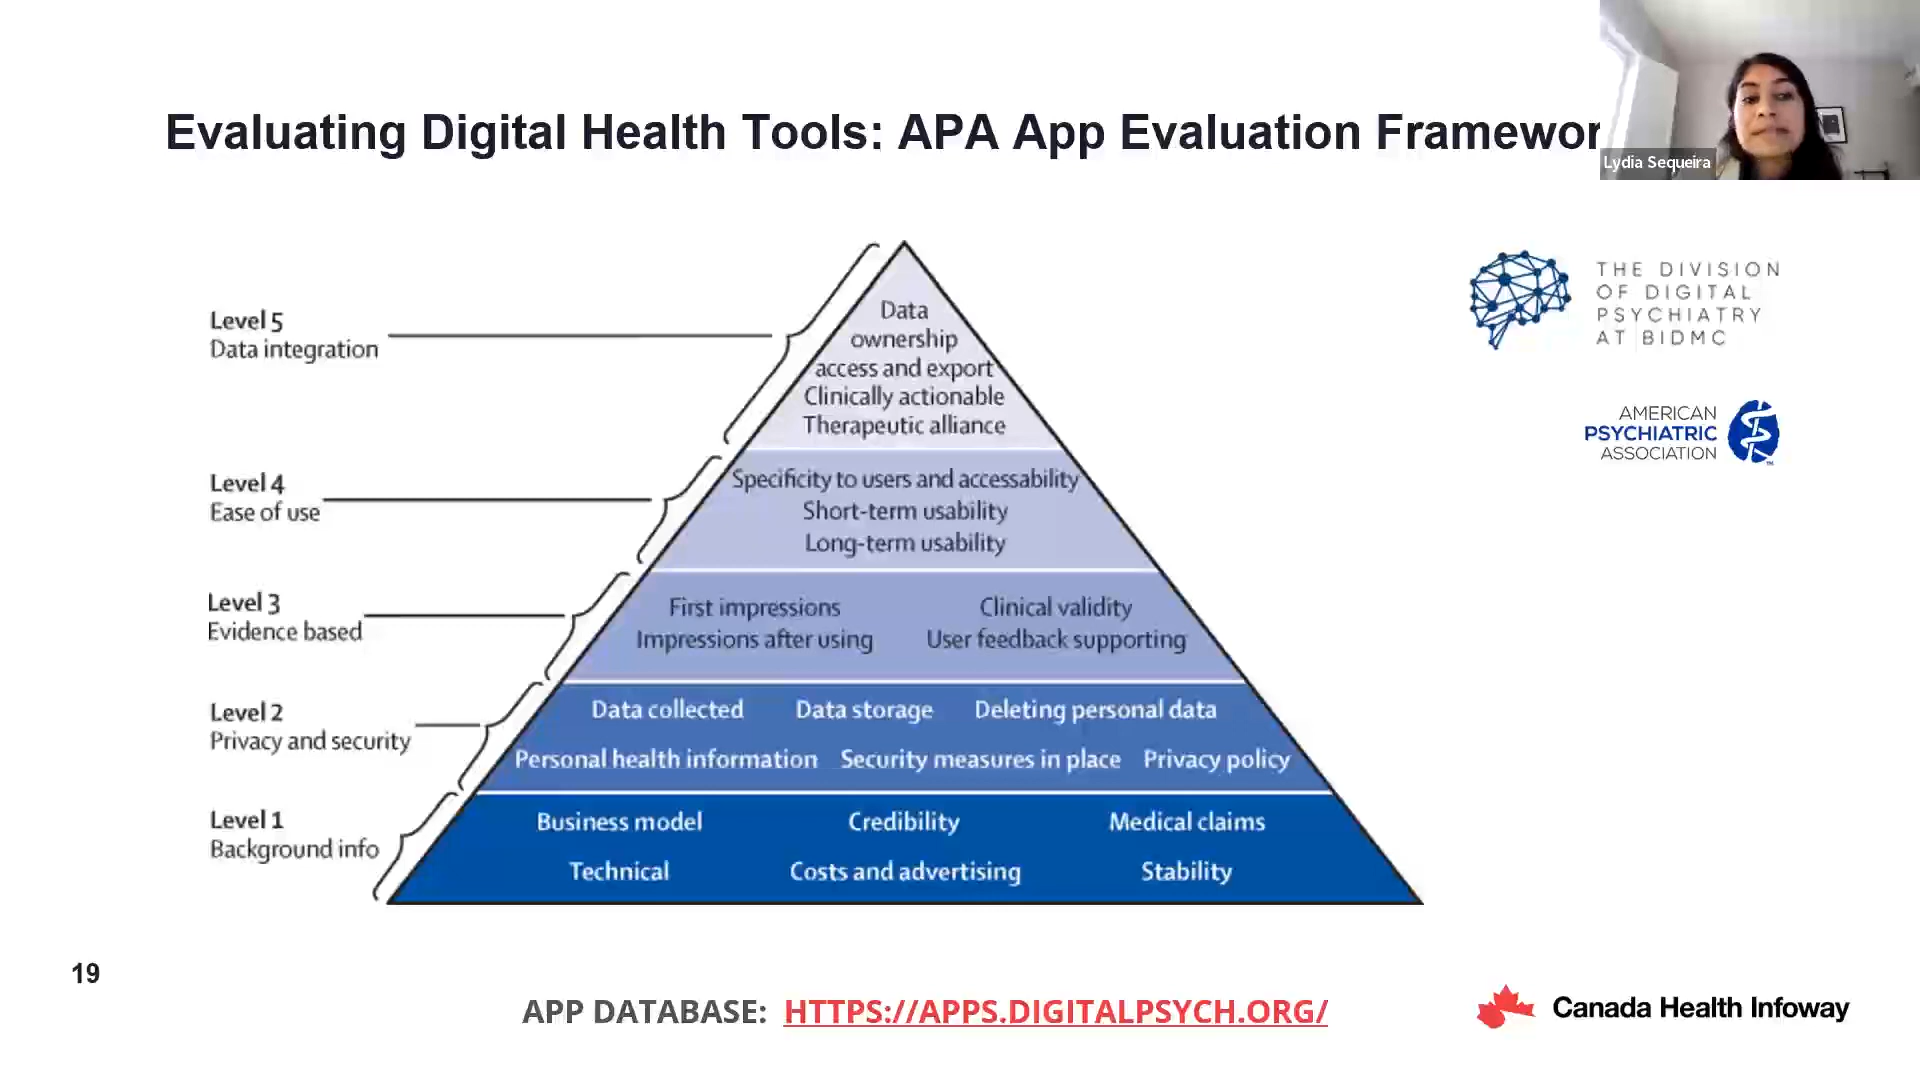 Evaluating Digital Health Tools: APA App Evaluation Framewor
Lydia Sequeira
THE DIVISION
OF DIGITAL
PSYCHIATRY
AT BIDMC
AMERICAN
PSYCHIATRIC
ASSOCIATION
Level 5
Data integration
Data
ownership
access and export
Clinically actionable
Therapeutic alliance
Level 4
Ease of use
Specificity to users and accessability
Short-term usability
Long-term usability
Level 3
Evidence based
First impressions Clinical validity
Impressions after using User feedback supporting
Level 2
Privacy and security
Data collected Data storage Deleting personal data
Personal health information Security measures in place Privacy policy
Level 1
Background info
Business model Credibility Medical claims
Technical Costs and advertising Stability
19
APP DATABASE: HTTPS://APPS.DIGITALPSYCH.ORG/
Canada Health Infoway